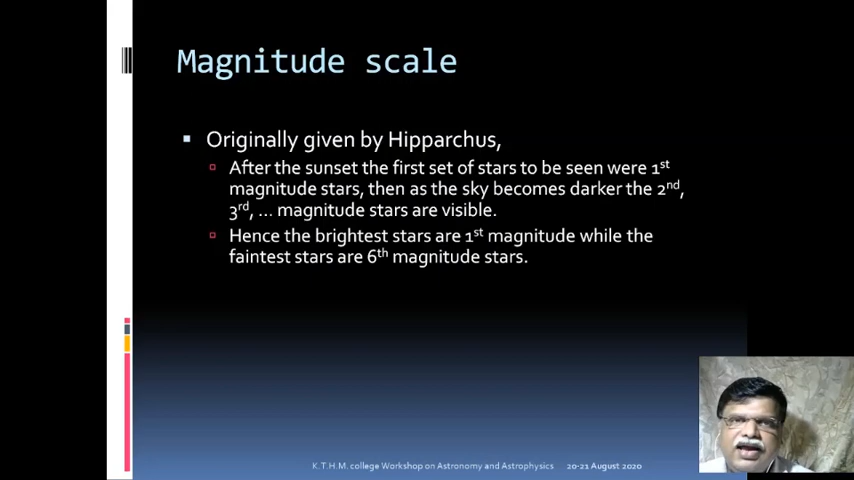 Magnitude scale
Originally given by Hipparchus,
After the sunset the first set of stars to be seen were 1st
magnitude stars, then as the sky becomes darker the 2nd,
3rd, ... magnitude stars are visible.
Hence the brightest stars are 1st magnitude while the
faintest stars are 6th magnitude stars.
K.T.H.M. college Workshop on Astronomy and Astrophysics 20-21 August 2020